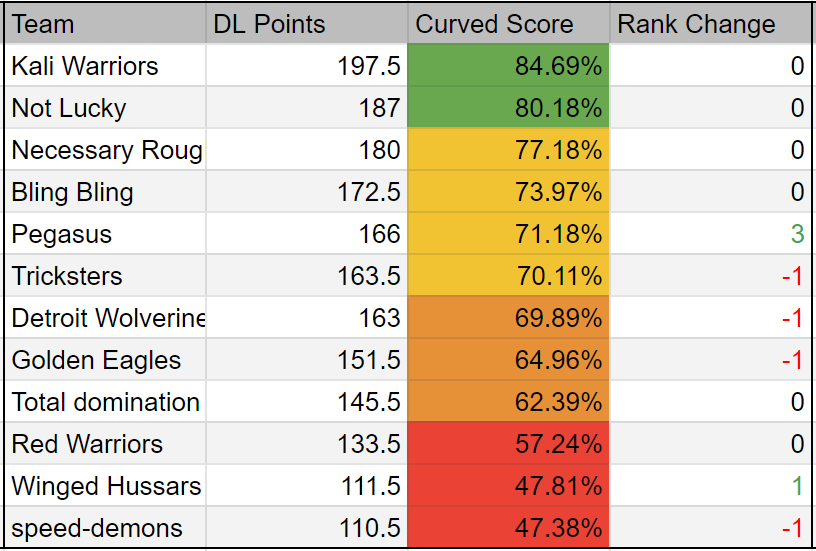 Team DL Points Curved Score Rank Change
Kali Warriors 197.5 84.69% 0
Not Lucky 187 80.18% 0
Necessary Roug 180 77.18% 0
Bling Bling 172.5 73.97% 0
Pegasus 166 71.18% 3
Tricksters 163.5 70.11% -1
Detroit Wolverine 163 69.89% -1
Golden Eagles 151.5 64.96% -1
Total domination 145.5 62.39% 0
Red Warriors 133.5 57.24% 0
Winged Hussars 111.5 47.81% 1
speed-demons 110.5 47.38% -1